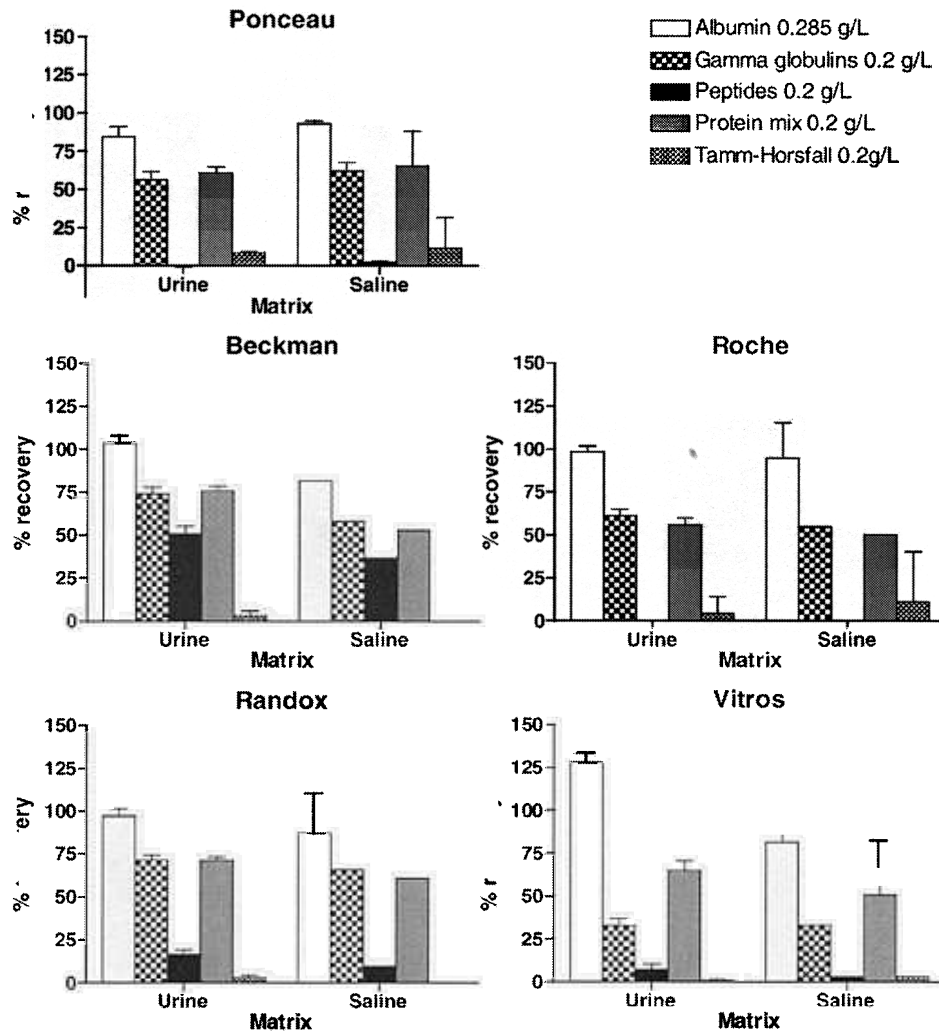 Ponceau
Albumin 0.285 g/L
Gamma globulins 0.2 g/L
Peptides 0.2 g/L
Protein mix 0.2 g/L
Tamm-Horsfall 0.2g/L
150
125
100
75
50
25
0
% r
Urine
Saline
Matrix
Beckman
150
125
100
75
50
25
0
% recovery
Urine
Saline
Matrix
Roche
150
125
100
75
50
25
0
% recovery
Urine
Saline
Matrix
Randox
150
125
100
75
50
25
0
% ery
Urine
Saline
Matrix
Vitros
150
125
100
75
50
25
0
% r
Urine
Saline
Matrix